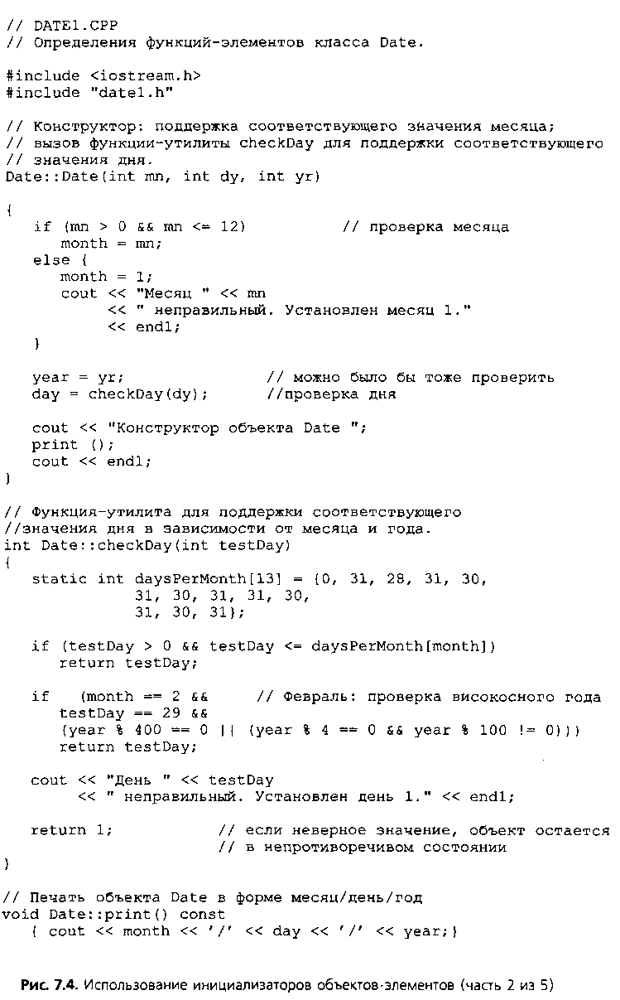 // DATE1.CPP
// Определения функций-элементов класса Date.
#include <iostream.h>
#include "date1.h"
// Конструктор: поддержка соответствующего значения месяца;
// вызов функции-утилиты checkDay для поддержки соответствующего
// значения дня.
Date::Date(int mn, int dy, int yr)
{
if (mn > 0 && mn <= 12) // проверка месяца
month = mn;
else {
month = 1;
cout << "Месяц " << mn
<< " неправильный. Установлен месяц 1."
<< endl;
}
year = yr; // можно было бы тоже проверить
day = checkDay(dy); //проверка дня
cout << "Конструктор объекта Date ";
print ();
cout << endl;
}
// Функция-утилита для поддержки соответствующего
//значения дня в зависимости от месяца и года.
int Date::checkDay(int testDay)
{
static int daysPerMonth[13] = {0, 31, 28, 31, 30,
31, 30, 31, 31, 30,
31, 30, 31};
if (testDay > 0 && testDay <= daysPerMonth[month])
return testDay;
if (month == 2 && // Февраль: проверка високосного года
testDay == 29 &&
(year % 400 == 0 || (year % 4 == 0 && year % 100 != 0)))
return testDay;
cout << "День " << testDay
<< " неправильный. Установлен день 1." << endl;
return 1; // если неверное значение, объект остается
// в непротиворечивом состоянии
}
// Печать объекта Date в форме месяц/день/год
void Date::print() const
{ cout << month << '/' << day << '/' << year;}
Рис. 7.4. Использование инициализаторов объектов-элементов (часть 2 из 5)